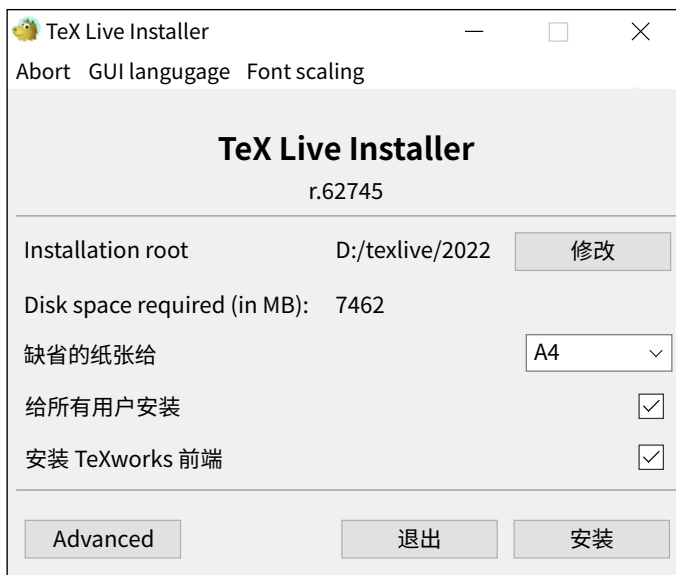 TeX Live Installer
Abort GUI langugage Font scaling
TeX Live Installer
r.62745
Installation root D:/texlive/2022 修改
Disk space required (in MB): 7462
缺省的纸张给 A4
给所有用户安装
安装 TeXworks 前端
Advanced 退出 安装